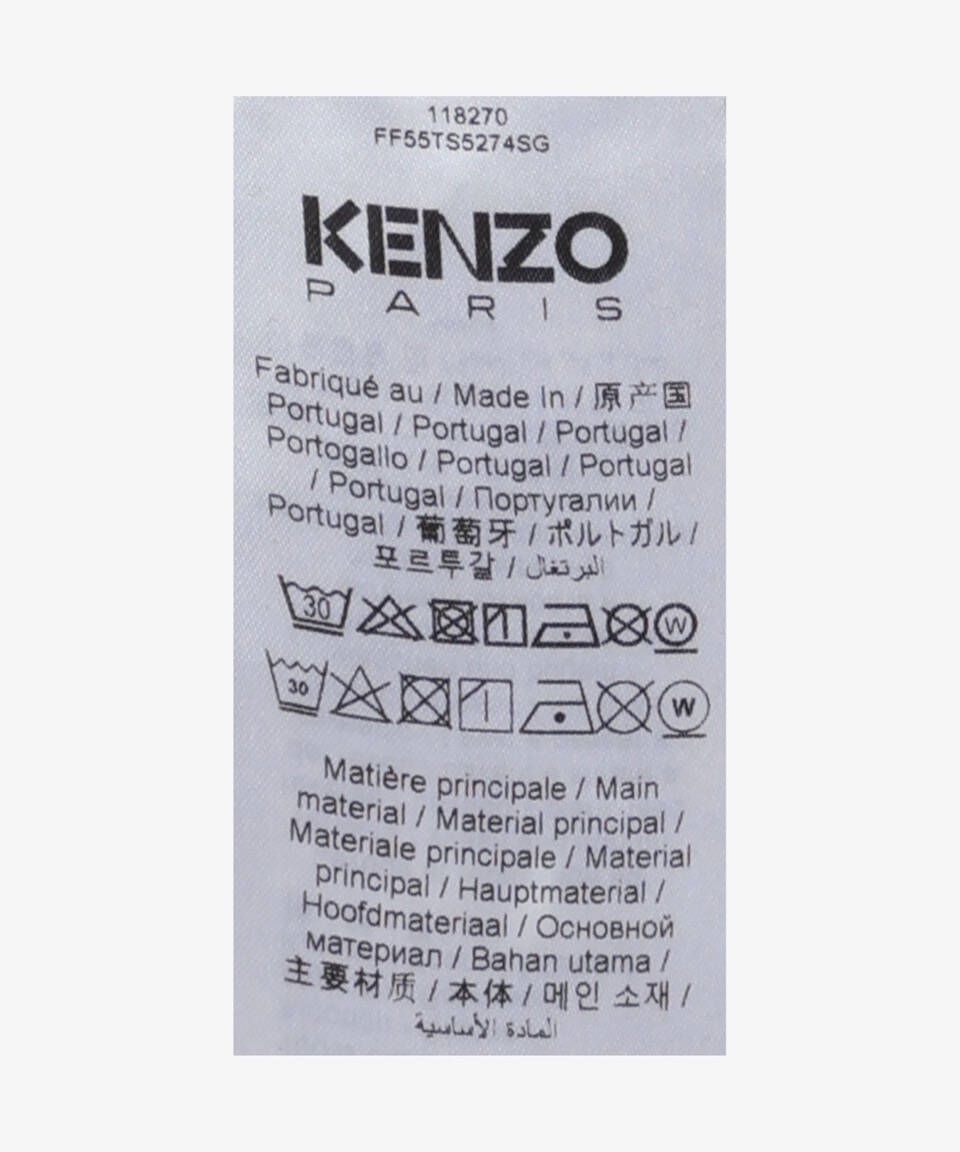 118270
FF55TS5274SG
KENZO
PARIS
Fabriqué au / Made In / 原产国
Portugal / Portugal / Portugal /
Portogallo / Portugal / Portugal
/ Portugal / Португалии /
Portugal / 葡萄牙 / ポルトガル /
포르투갈 / البرتغال
30 W
30 W
Matière principale / Main
material / Material principal /
Materiale principale / Material
principal / Hauptmaterial /
Hoofdmateriaal / Основной
материал / Bahan utama /
主要材质 / 本体 / 메인 소재 /
المادة الأساسية